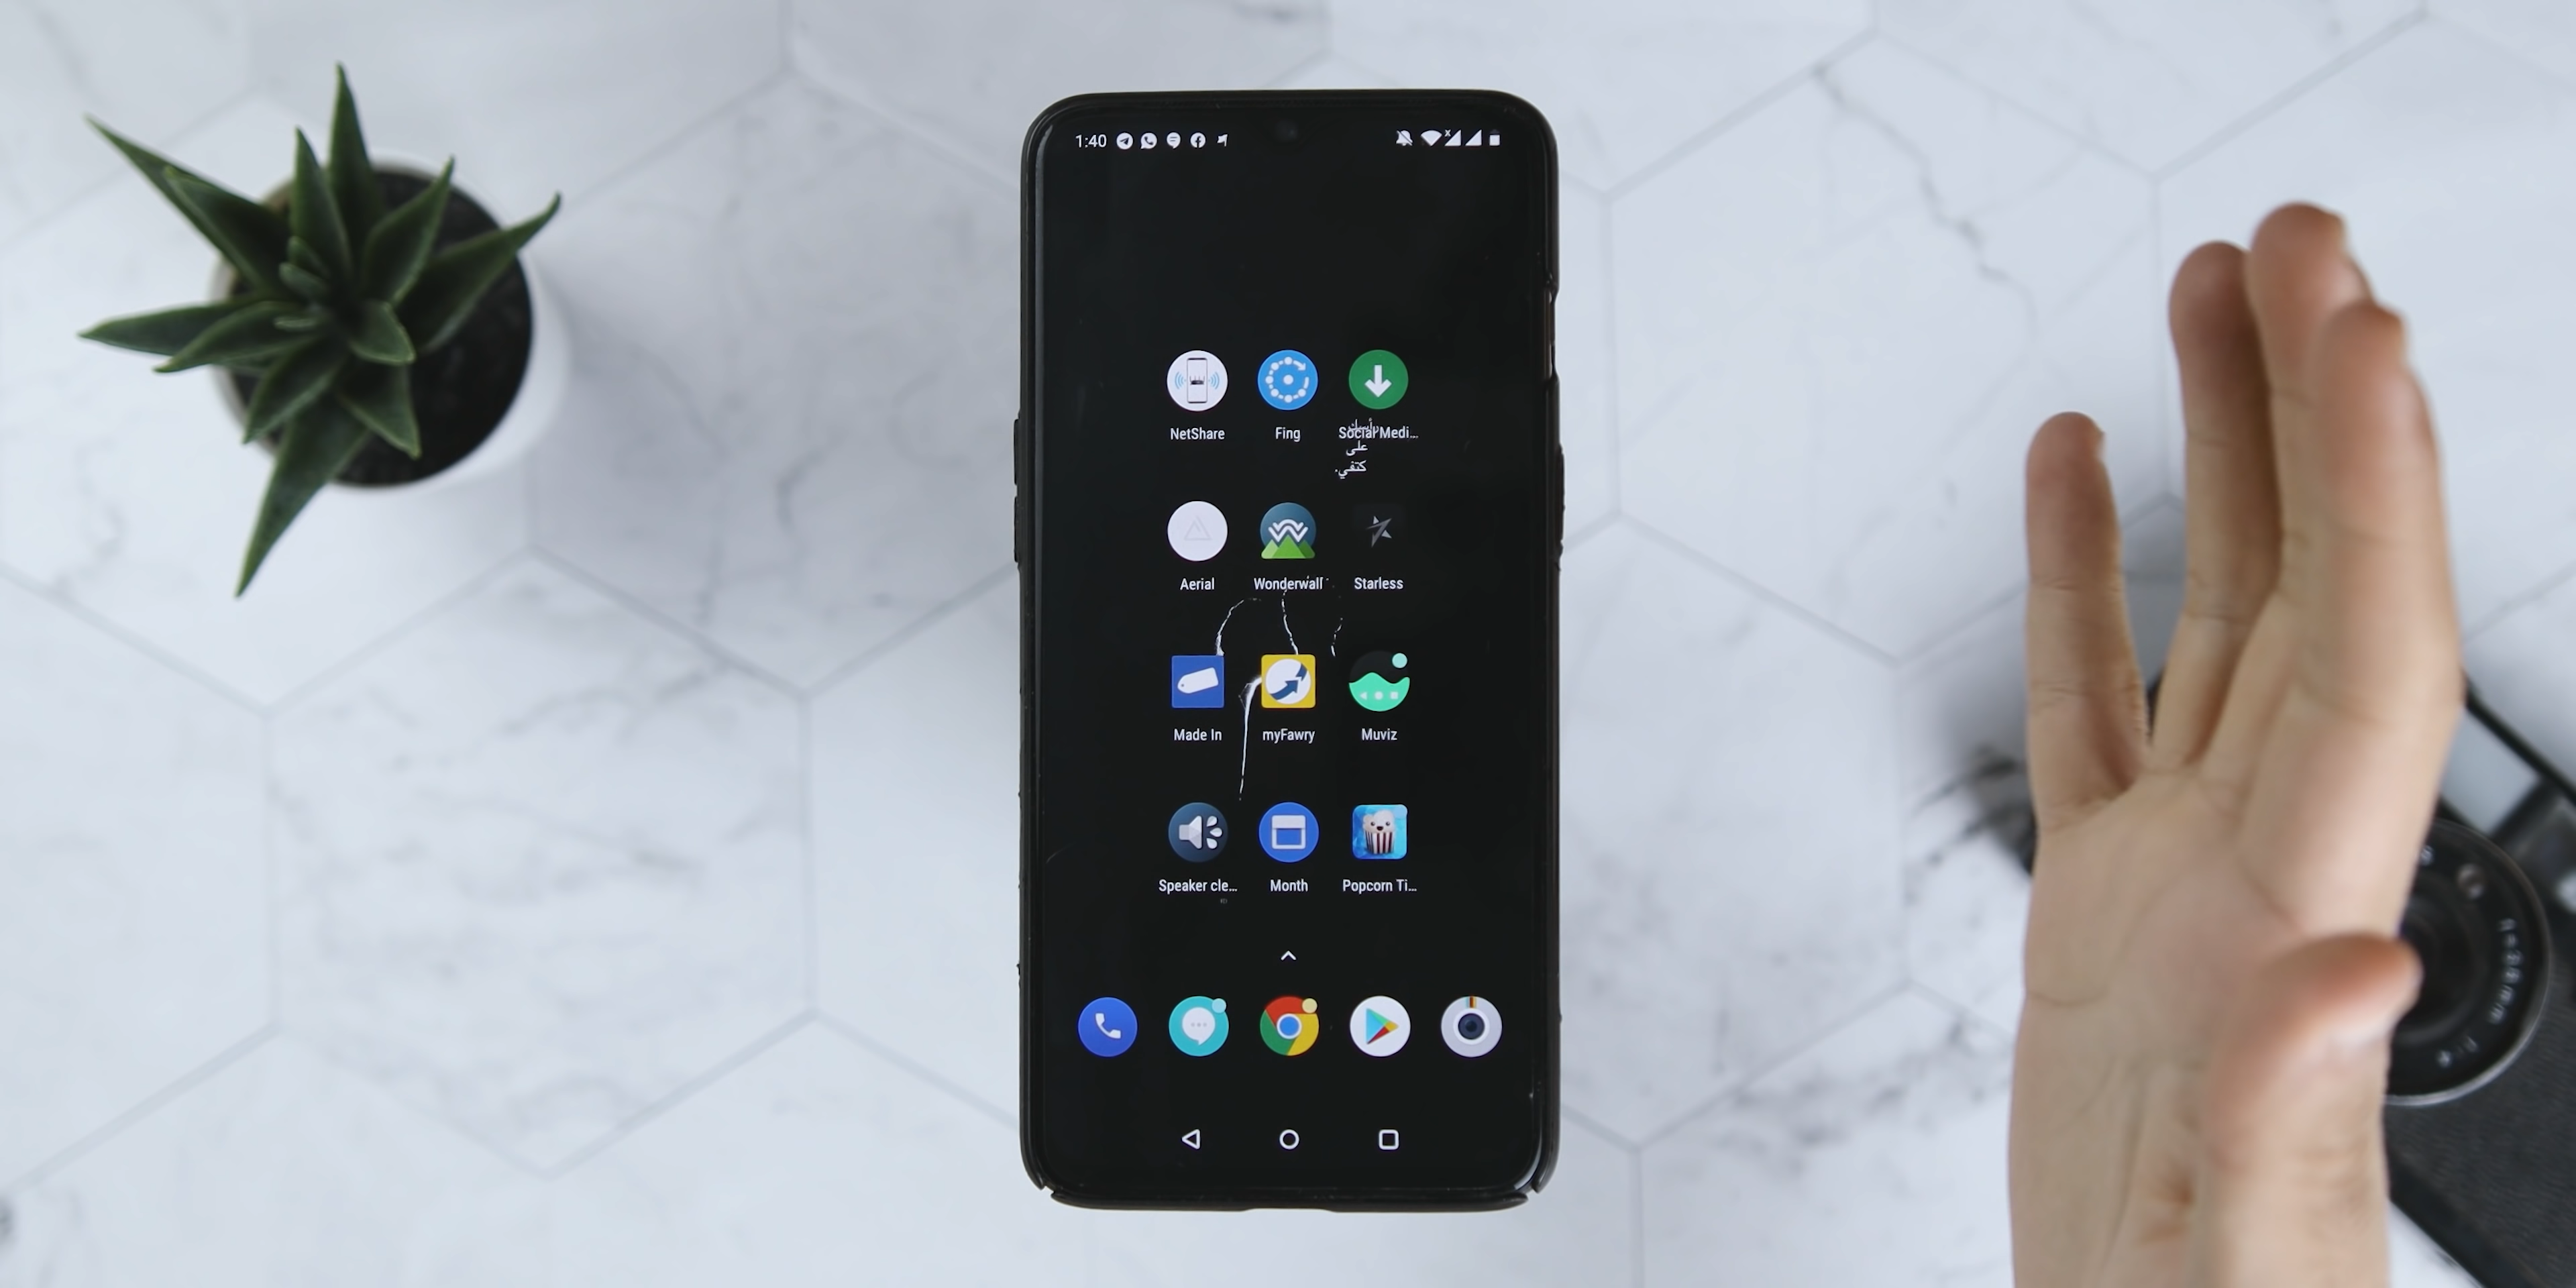 1:40
NetShare
Fing
Social Medi...
على
كتفي.
Aerial
Wonderwall
Starless
Made In
myFawry
Muviz
Speaker cle...
Month
Popcorn Ti...